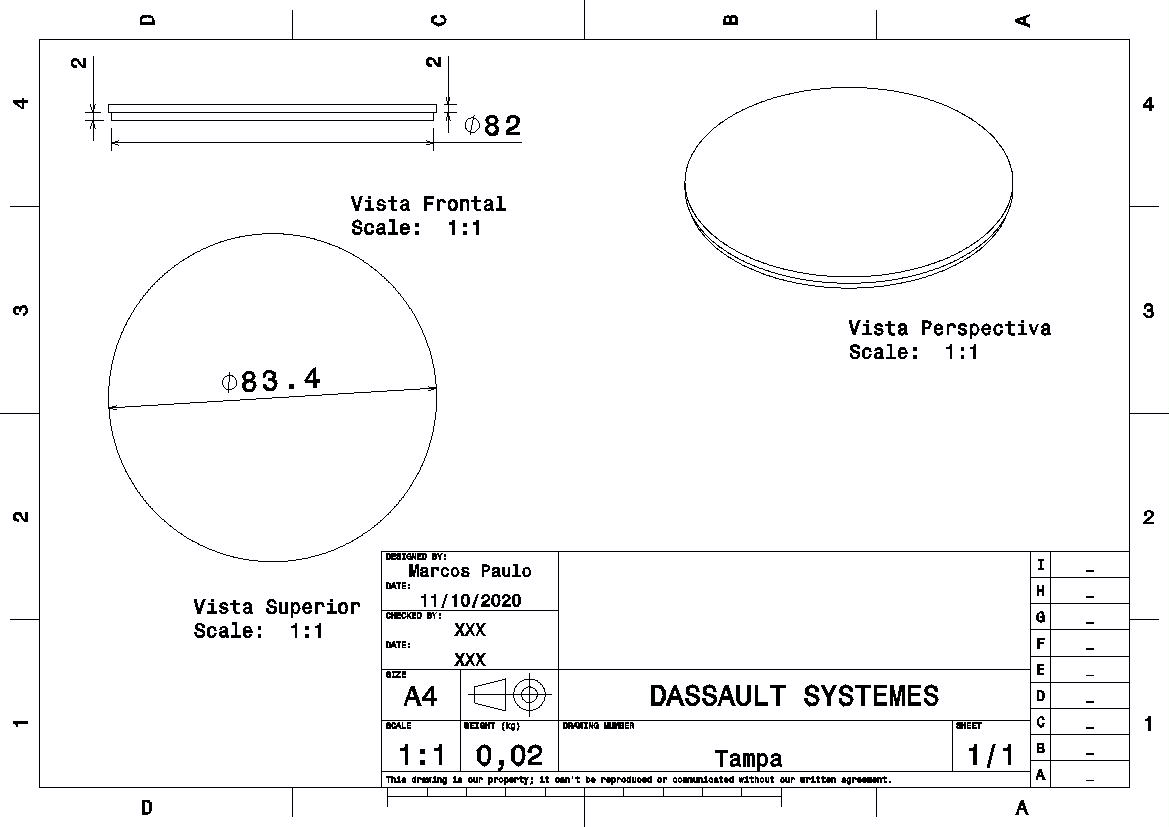 D C B A
2 2
4 4
⌀82
Vista Frontal
Scale: 1:1
3 3
Vista Perspectiva
Scale: 1:1
⌀83.4
2 2
Vista Superior
Scale: 1:1
DESIGNED BY:
Marcos Paulo
DATE:
11/10/2020
CHECKED BY:
XXX
DATE:
XXX
SIZE
A4
DASSAULT SYSTEMES
SCALE
1:1
WEIGHT (kg)
0,02
DRAWING NUMBER
Tampa
SHEET
1/1
This drawing is our property; it can't be reproduced or communicated without our written agreement.
I _
H _
G _
F _
E _
D _
C _
B _
A _
1 1
D A